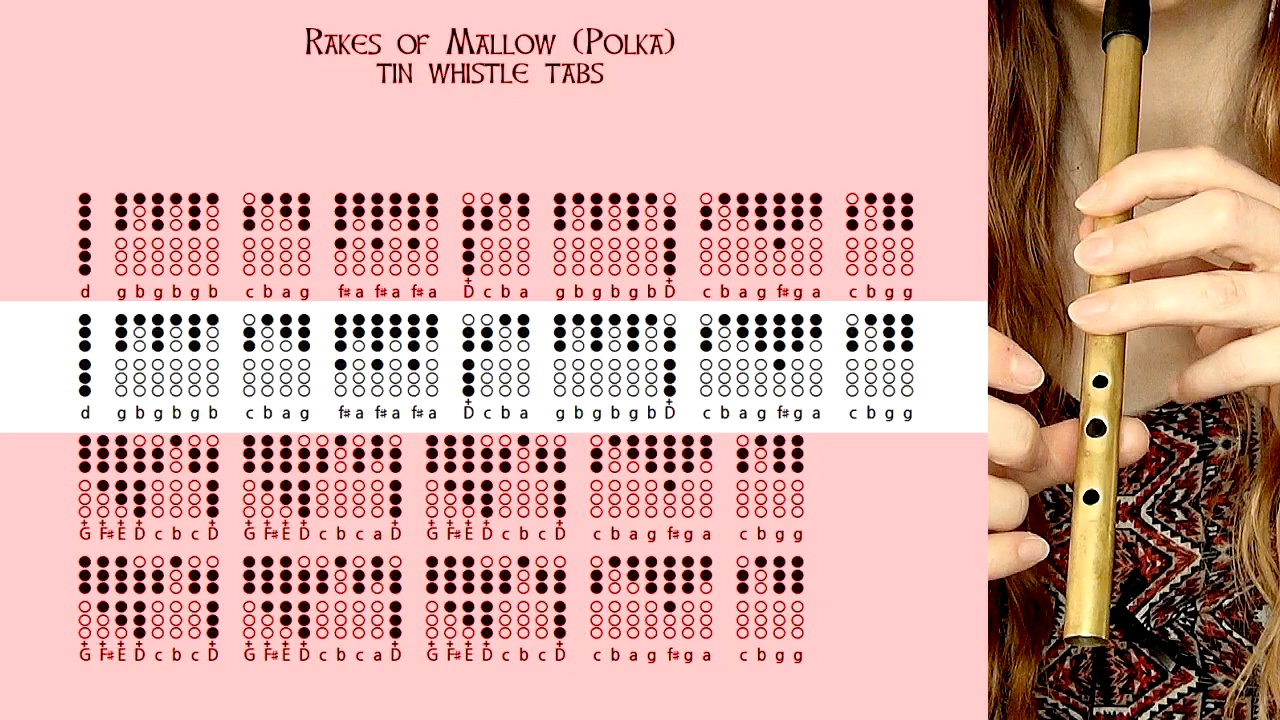 Rakes of Mallow (Polka)
tin whistle tabs
d g b g b g b c b a g f# a f# a f# a D c b a g b g b g b D c b a g f# g a c b g g
d g b g b g b c b a g f# a f# a f# a D c b a g b g b g b D c b a g f# g a c b g g
G F# E D c b c D G F# E D c b c a D G F# E D c b c D c b a g f# g a c b g g
G F# E D c b c D G F# E D c b c a D G F# E D c b c D c b a g f# g a c b g g